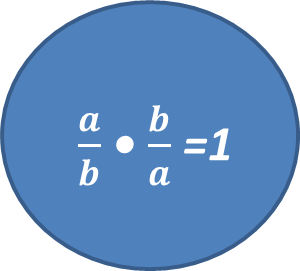 a/b • b/a =1